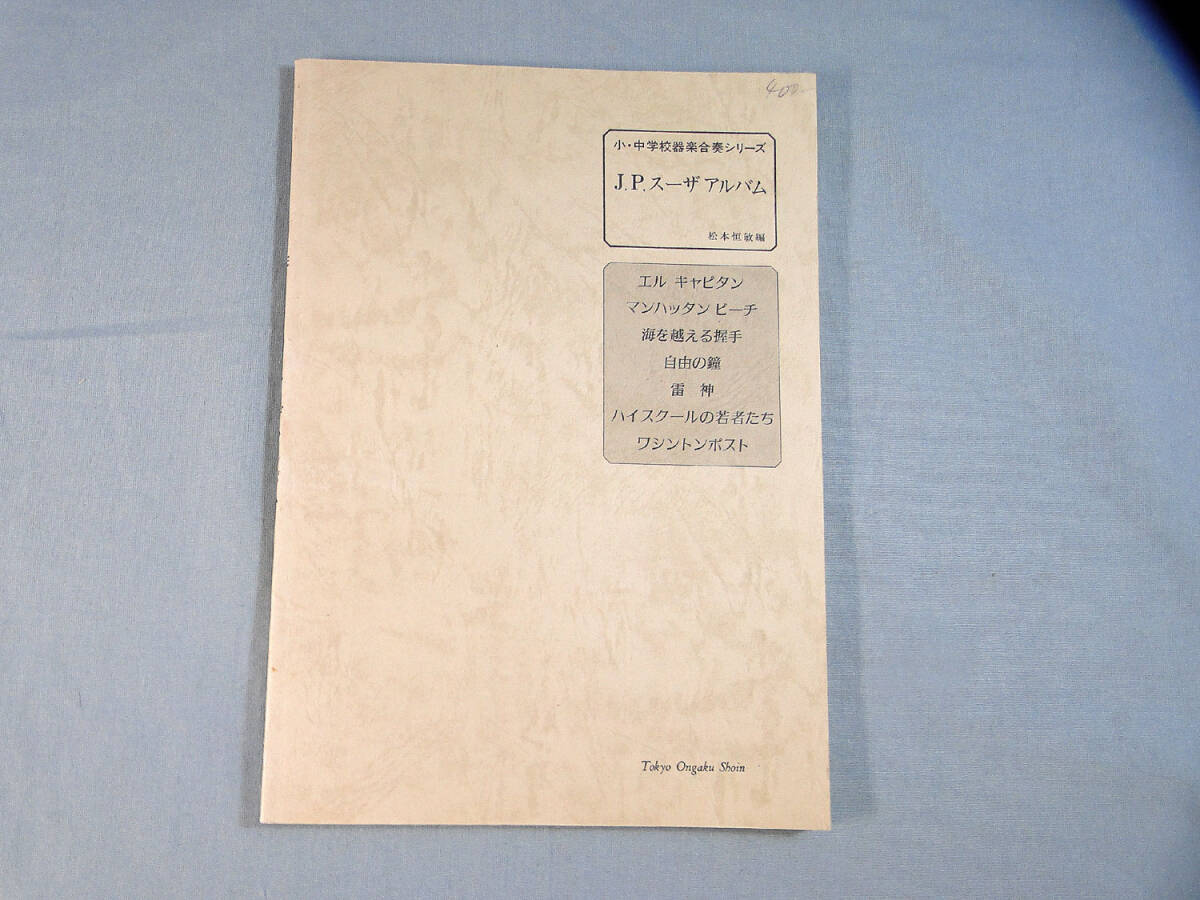 400
小・中学校器楽合奏シリーズ
J.P.スーザ アルバム
松本恒敏編
エル キャピタン
マンハッタン ビーチ
海を越える握手
自由の鐘
雷 神
ハイスクールの若者たち
ワシントンポスト
Tokyo Ongaku Shoin